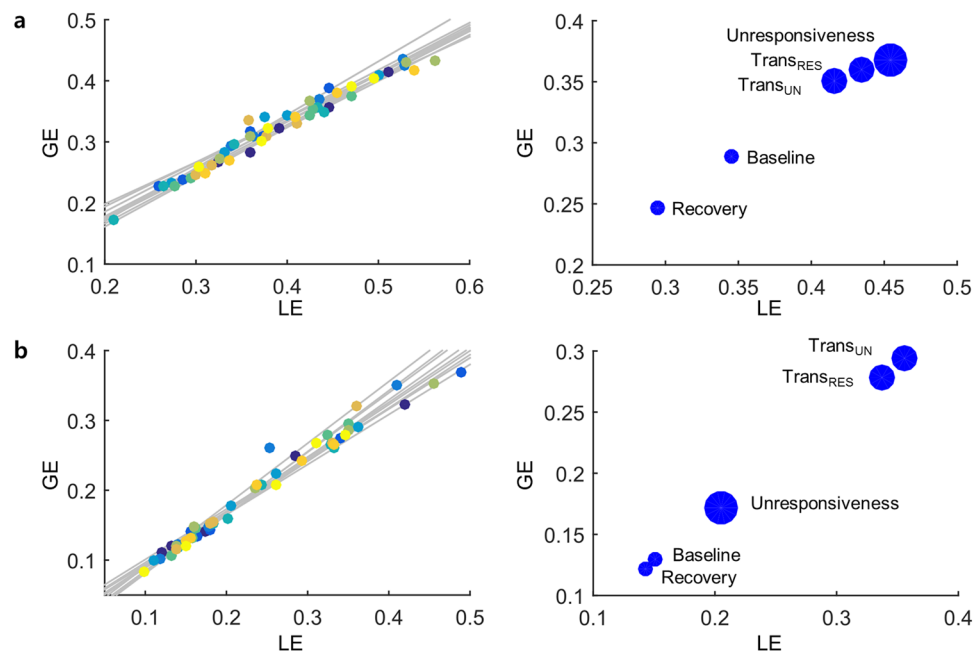 a
0.5
0.4
0.3
0.2
0.1
GE
0.2 0.3 0.4 0.5 0.6
LE
0.4
0.35
0.3
0.25
0.2
GE
Unresponsiveness
TransRES
TransUN
Baseline
Recovery
0.25 0.3 0.35 0.4 0.45 0.5
LE
b
0.4
0.3
0.2
0.1
GE
0.1 0.2 0.3 0.4 0.5
LE
0.3
0.25
0.2
0.15
0.1
GE
TransUN
TransRES
Unresponsiveness
Baseline
Recovery
0.1 0.2 0.3 0.4
LE